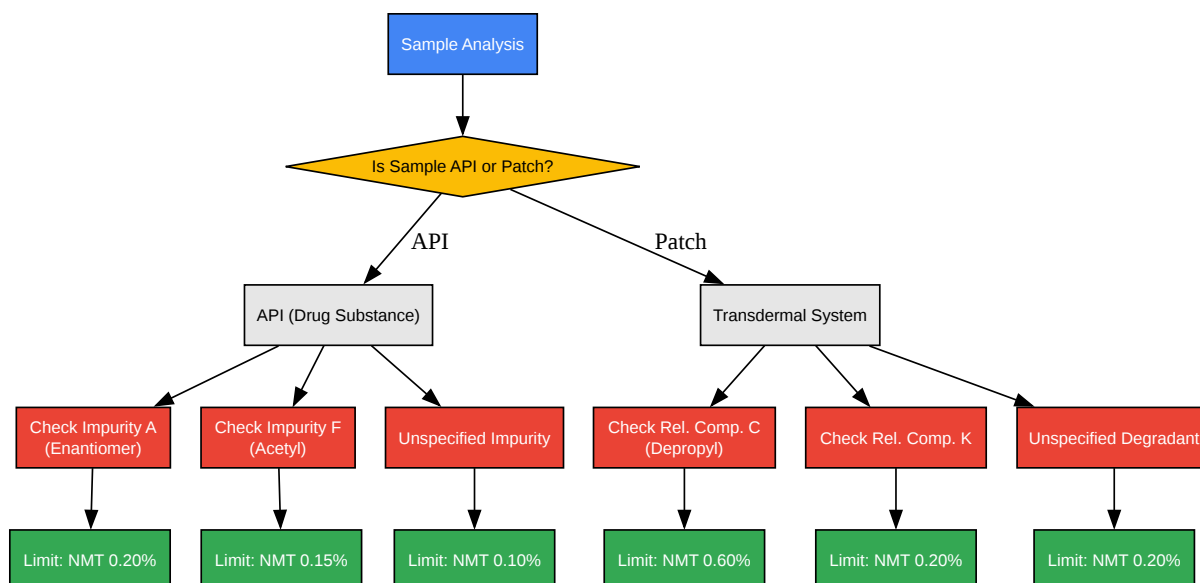 Sample Analysis
Is Sample API or Patch?
API
Patch
API (Drug Substance)
Transdermal System
Check Impurity A
(Enantiomer)
Check Impurity F
(Acetyl)
Unspecified Impurity
Check Rel. Comp. C
(Depropyl)
Check Rel. Comp. K
Unspecified Degradant
Limit: NMT 0.20%
Limit: NMT 0.15%
Limit: NMT 0.10%
Limit: NMT 0.60%
Limit: NMT 0.20%
Limit: NMT 0.20%